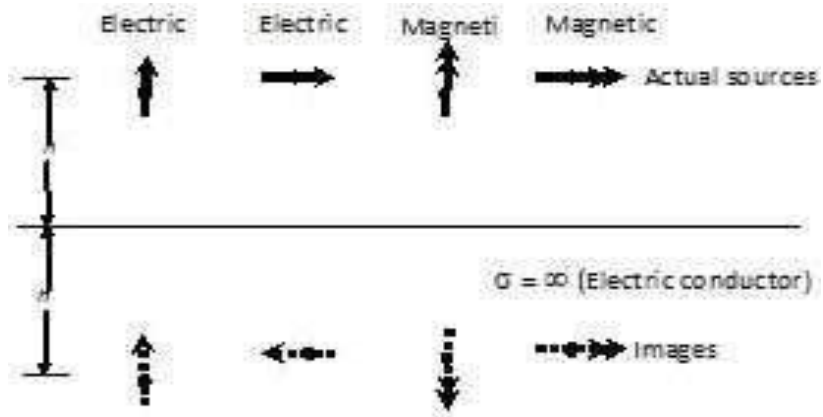 Electric Electric Magneti Magnetic
Actual sources
h
σ = ∞ (Electric conductor)
Images